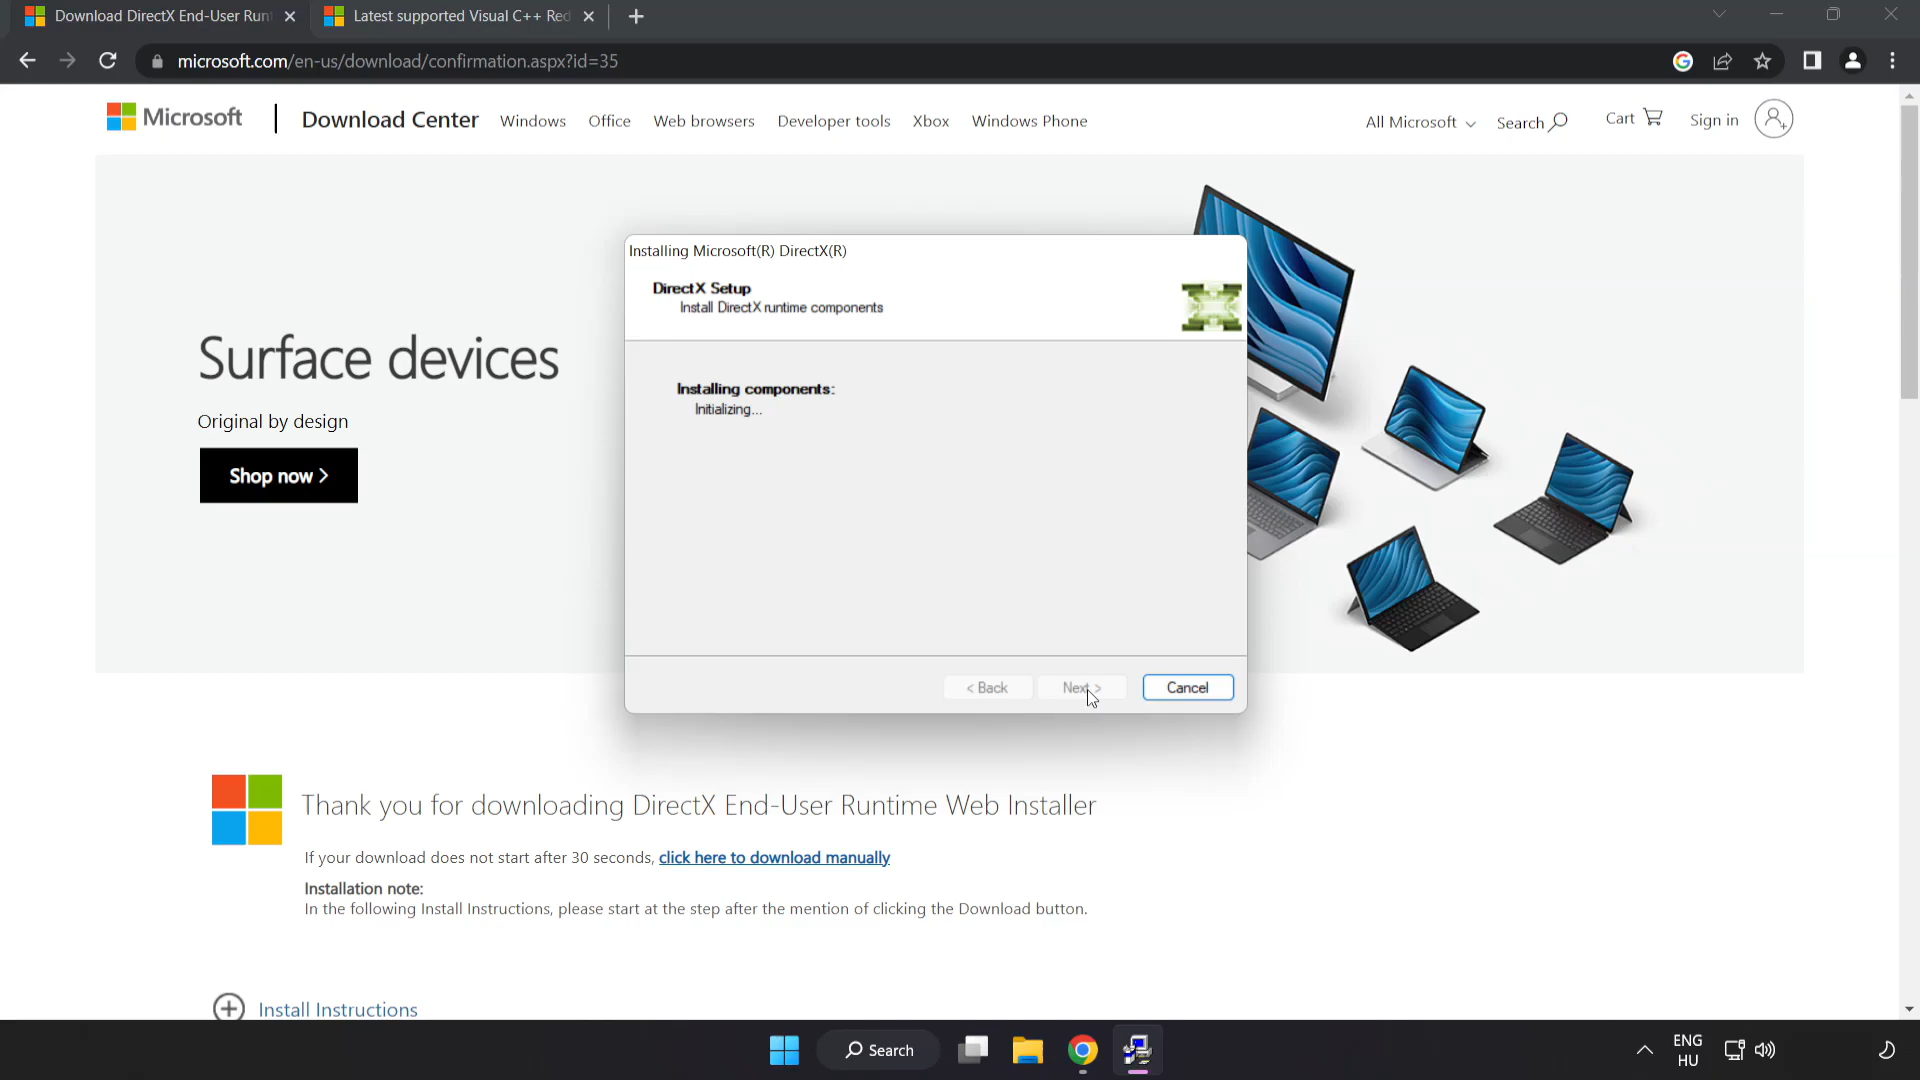 Download DirectX End-User Runt
Latest supported Visual C++ Red
microsoft.com/en-us/download/confirmation.aspx?id=35
Microsoft
Download Center
Windows
Office
Web browsers
Developer tools
Xbox
Windows Phone
All Microsoft
Search
Cart
Sign in
Surface devices
Original by design
Shop now >
Installing Microsoft(R) DirectX(R)
DirectX Setup
Install DirectX runtime components
Installing components:
Initializing...
< Back
Next >
Cancel
Thank you for downloading DirectX End-User Runtime Web Installer
If your download does not start after 30 seconds, click here to download manually
Installation note:
In the following Install Instructions, please start at the step after the mention of clicking the Download button.
Install Instructions
Search
ENG
HU